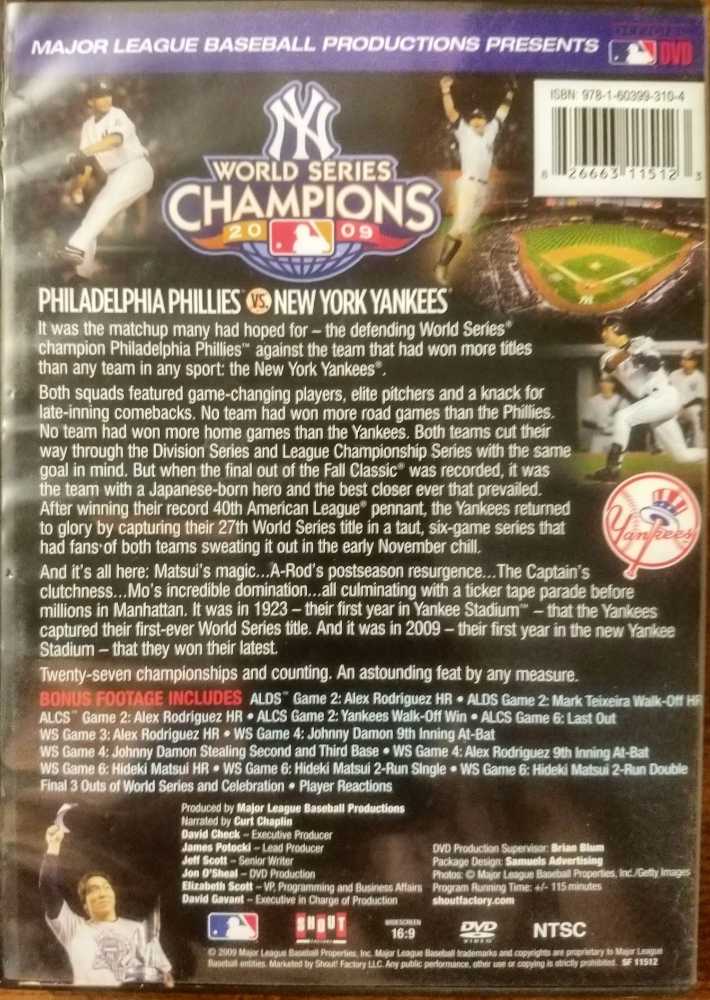 MAJOR LEAGUE BASEBALL PRODUCTIONS PRESENTS
DVD
ISBN: 978-1-60399-310-4
8 26663 11512 3
NY
WORLD SERIES
CHAMPIONS
2009
PHILADELPHIA PHILLIES VS. NEW YORK YANKEES®
It was the matchup many had hoped for – the defending World Series®
champion Philadelphia Phillies™ against the team that had won more titles
than any team in any sport: the New York Yankees®.
Both squads featured game-changing players, elite pitchers and a knack for
late-inning comebacks. No team had won more road games than the Phillies.
No team had won more home games than the Yankees. Both teams cut their
way through the Division Series and League Championship Series with the same
goal in mind. But when the final out of the Fall Classic® was recorded, it was
the team with a Japanese-born hero and the best closer ever that prevailed.
After winning their record 40th American League® pennant, the Yankees returned
to glory by capturing their 27th World Series title in a taut, six-game series that
had fans of both teams sweating it out in the early November chill.
Yankees
And it's all here: Matsui's magic...A-Rod's postseason resurgence...The Captain's
clutchness...Mo's incredible domination...all culminating with a ticker tape parade before
millions in Manhattan. It was in 1923 – their first year in Yankee Stadium™ – that the Yankees
captured their first-ever World Series title. And it was in 2009 – their first year in the new Yankee
Stadium – that they won their latest.
Twenty-seven championships and counting. An astounding feat by any measure.
BONUS FOOTAGE INCLUDES ALDS™ Game 2: Alex Rodriguez HR • ALDS Game 2: Mark Teixeira Walk-Off HR
ALCS™ Game 2: Alex Rodriguez HR • ALCS Game 2: Yankees Walk-Off Win • ALCS Game 6: Last Out
WS Game 3: Alex Rodriguez HR • WS Game 4: Johnny Damon 9th Inning At-Bat
WS Game 4: Johnny Damon Stealing Second and Third Base • WS Game 4: Alex Rodriguez 9th Inning At-Bat
WS Game 6: Hideki Matsui HR • WS Game 6: Hideki Matsui 2-Run SIngle • WS Game 6: Hideki Matsui 2-Run Double
Final 3 Outs of World Series and Celebration • Player Reactions
Produced by Major League Baseball Productions
Narrated by Curt Chaplin
David Check – Executive Producer
James Potocki – Lead Producer
Jeff Scott – Senior Writer
Jon O'Sheal – DVD Production
Elizabeth Scott – VP, Programming and Business Affairs
David Gavant – Executive in Charge of Production
DVD Production Supervisor: Brian Blum
Package Design: Samuels Advertising
Photos: © Major League Baseball Properties, Inc./Getty Images
Program Running Time: +/- 115 minutes
shoutfactory.com
SHOUT
WIDESCREEN
16:9
DVD
VIDEO
NTSC
© 2009 Major League Baseball Properties, Inc. Major League Baseball trademarks and copyrights are proprietary to Major League
Baseball entities. Marketed by Shout! Factory LLC. Any public performance, other use or copying is strictly prohibited. SF 11512